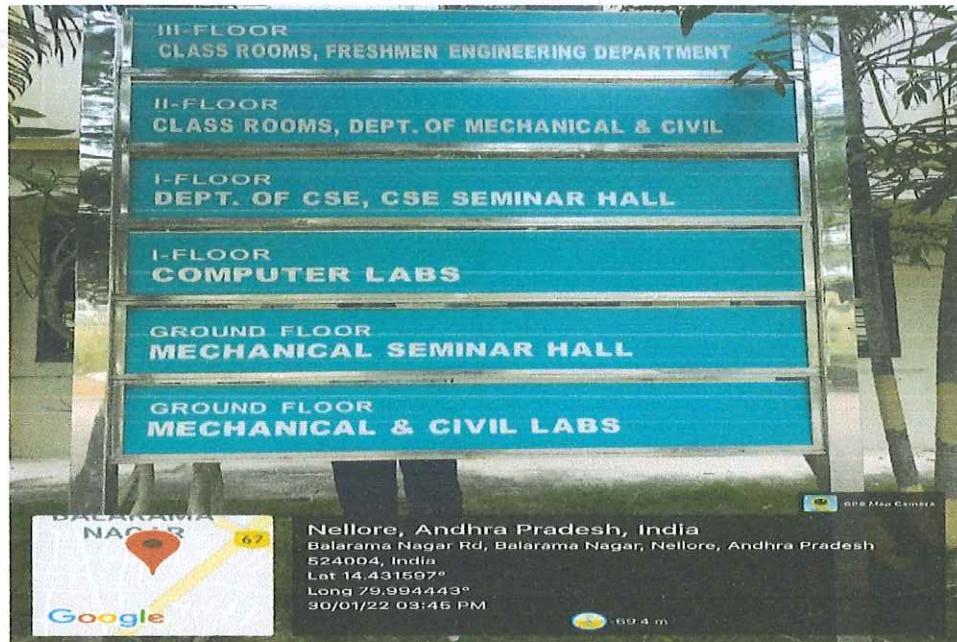 III-FLOOR
CLASS ROOMS, FRESHMEN ENGINEERING DEPARTMENT
II-FLOOR
CLASS ROOMS, DEPT. OF MECHANICAL & CIVIL
I-FLOOR
DEPT. OF CSE, CSE SEMINAR HALL
I-FLOOR
COMPUTER LABS
GROUND FLOOR
MECHANICAL SEMINAR HALL
GROUND FLOOR
MECHANICAL & CIVIL LABS
GPS Map Camera
BALARAMA
NAGAR
67
Google
Nellore, Andhra Pradesh, India
Balarama Nagar Rd, Balarama Nagar, Nellore, Andhra Pradesh
524004, India
Lat 14.431597°
Long 79.994443°
30/01/22 03:45 PM
-69.4 m